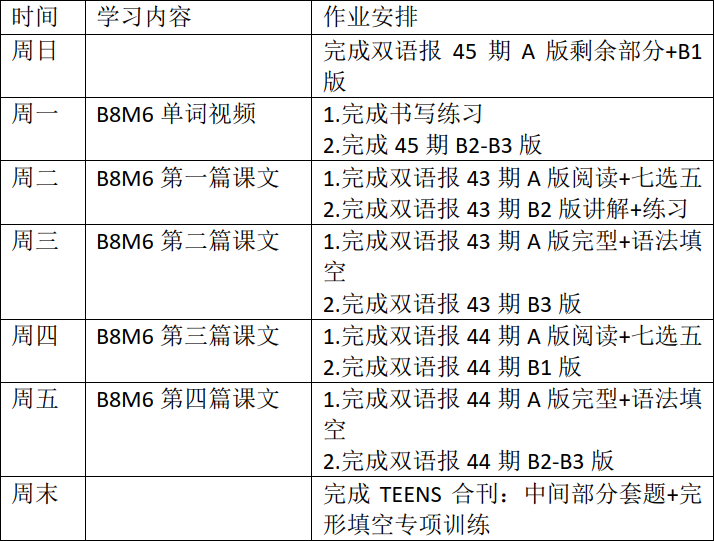 时间 学习内容 作业安排
周日 完成双语报 45 期 A 版剩余部分+B1
版
周一 B8M6 单词视频 1.完成书写练习
2.完成 45 期 B2-B3 版
周二 B8M6 第一篇课文 1.完成双语报 43 期 A 版阅读+七选五
2.完成双语报 43 期 B2 版讲解+练习
周三 B8M6 第二篇课文 1.完成双语报 43 期 A 版完型+语法填
空
2.完成双语报 43 期 B3 版
周四 B8M6 第三篇课文 1.完成双语报 44 期 A 版阅读+七选五
2.完成双语报 44 期 B1 版
周五 B8M6 第四篇课文 1.完成双语报 44 期 A 版完型+语法填
空
2.完成双语报 44 期 B2-B3 版
周末 完成 TEENS 合刊：中间部分套题+完
形填空专项训练